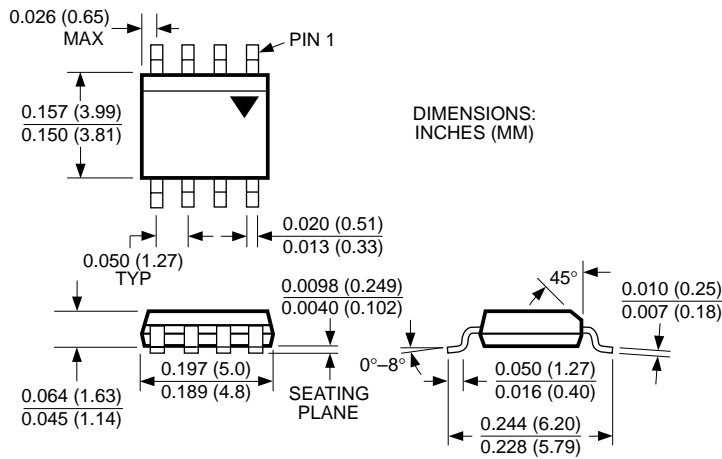 0.026 (0.65)
MAX
PIN 1
0.157 (3.99)
0.150 (3.81)
DIMENSIONS:
INCHES (MM)
0.020 (0.51)
0.013 (0.33)
0.050 (1.27)
TYP
0.0098 (0.249)
0.0040 (0.102)
45°
0.010 (0.25)
0.007 (0.18)
0°–8°
0.064 (1.63)
0.045 (1.14)
0.197 (5.0)
0.189 (4.8)
SEATING
PLANE
0.050 (1.27)
0.016 (0.40)
0.244 (6.20)
0.228 (5.79)